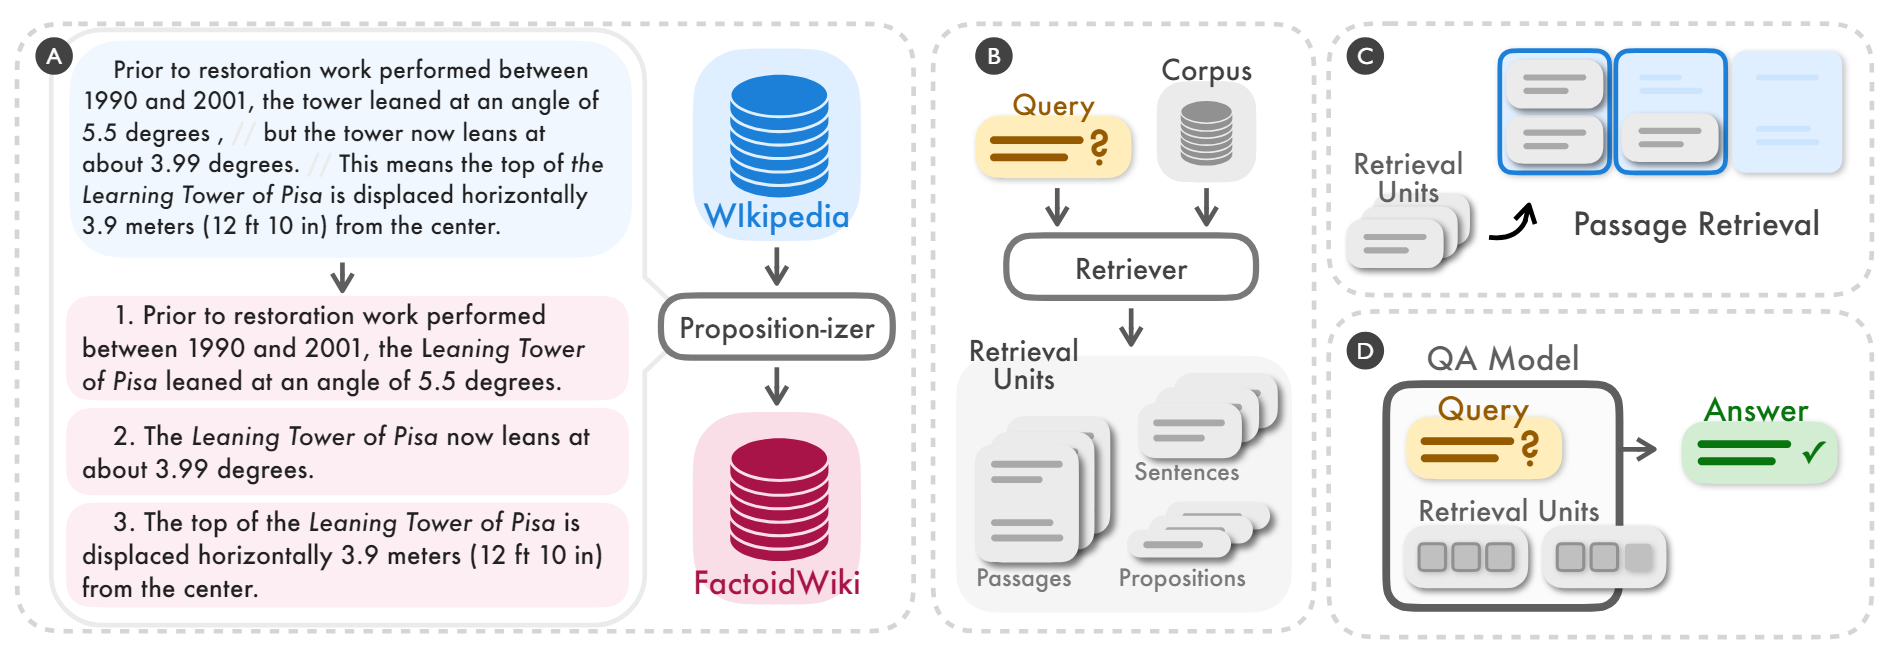 A
Prior to restoration work performed between
1990 and 2001, the tower leaned at an angle of
5.5 degrees , // but the tower now leans at
about 3.99 degrees. // This means the top of the
Learning Tower of Pisa is displaced horizontally
3.9 meters (12 ft 10 in) from the center.
1. Prior to restoration work performed
between 1990 and 2001, the Leaning Tower
of Pisa leaned at an angle of 5.5 degrees.
2. The Leaning Tower of Pisa now leans at
about 3.99 degrees.
3. The top of the Leaning Tower of Pisa is
displaced horizontally 3.9 meters (12 ft 10 in)
from the center.
WIkipedia
Proposition-izer
FactoidWiki
B
Query
?
Corpus
Retriever
Retrieval
Units
Passages
Sentences
Propositions
C
Retrieval
Units
Passage Retrieval
D
QA Model
Query
?
Retrieval Units
Answer
✓